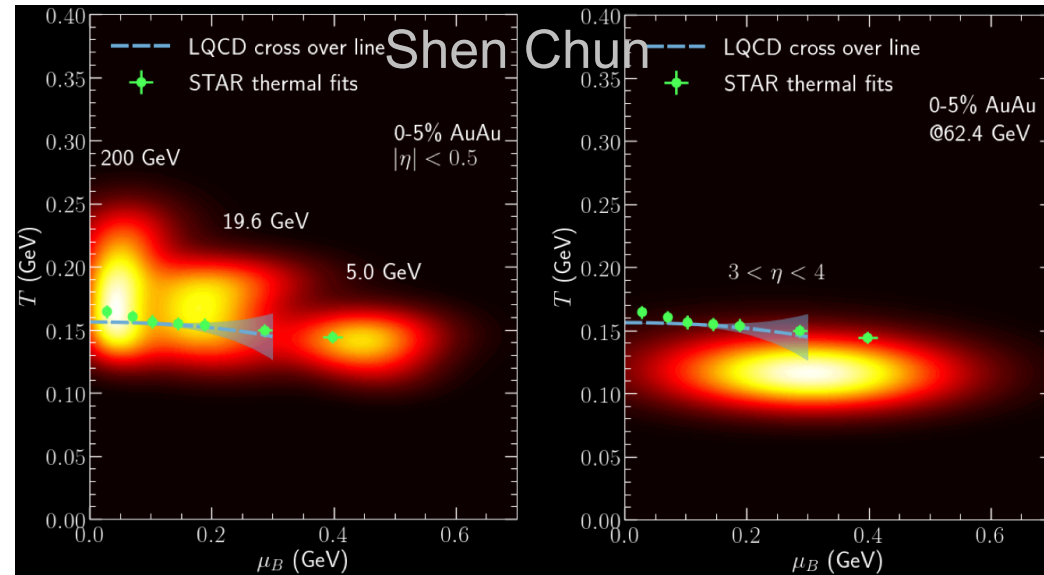 Shen Chun
0.40
0.35
0.30
0.25
0.20
0.15
0.10
0.05
0.00
T (GeV)
LQCD cross over line
STAR thermal fits
0-5% AuAu
|η| < 0.5
200 GeV
19.6 GeV
5.0 GeV
0.0 0.2 0.4 0.6
μ_B (GeV)
0.40
0.35
0.30
0.25
0.20
0.15
0.10
0.05
0.00
T (GeV)
LQCD cross over line
STAR thermal fits
0-5% AuAu
@62.4 GeV
3 < η < 4
0.0 0.2 0.4 0.6
μ_B (GeV)